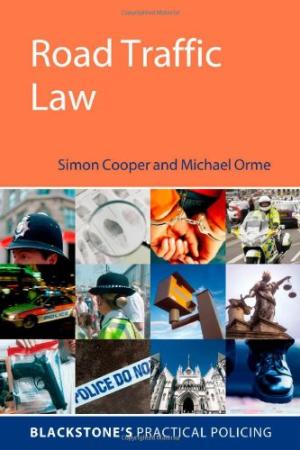 Road Traffic
Law
Simon Cooper and Michael Orme
POLICE
POLICE DO NO
BLACKSTONE'S PRACTICAL POLICING